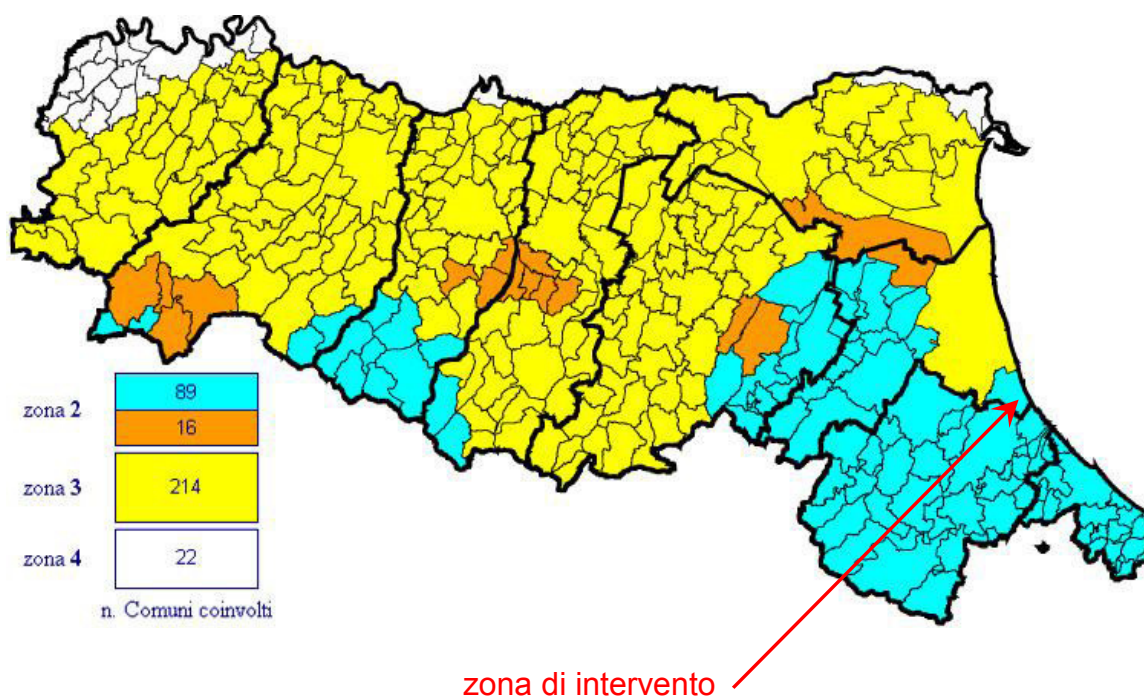 zona 2
89
16
zona 3
214
zona 4
22
n. Comuni coinvolti
zona di intervento